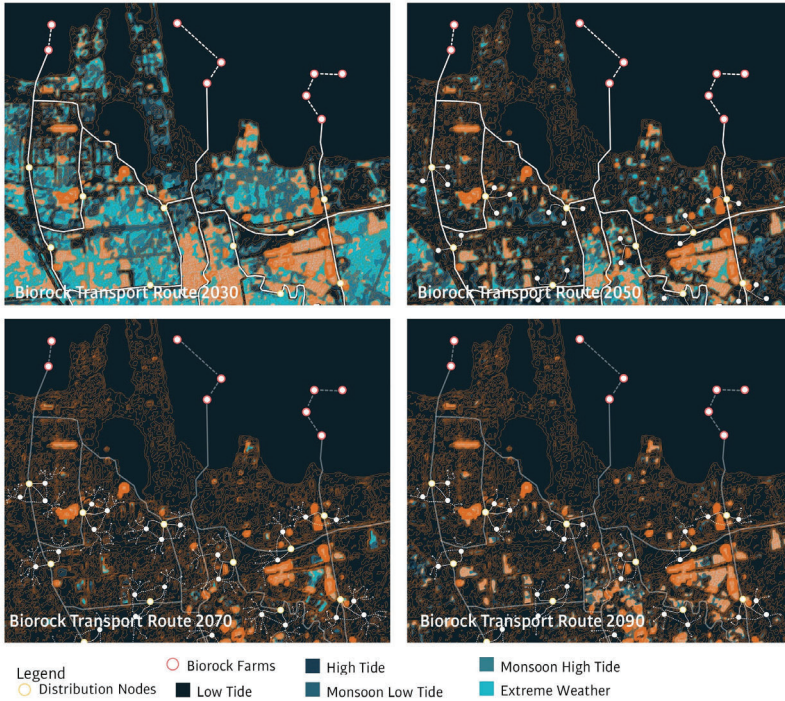 Biorock Transport Route 2030
Biorock Transport Route 2050
Biorock Transport Route 2070
Biorock Transport Route 2090
Legend
Biorock Farms
High Tide
Monsoon High Tide
Distribution Nodes
Low Tide
Monsoon Low Tide
Extreme Weather